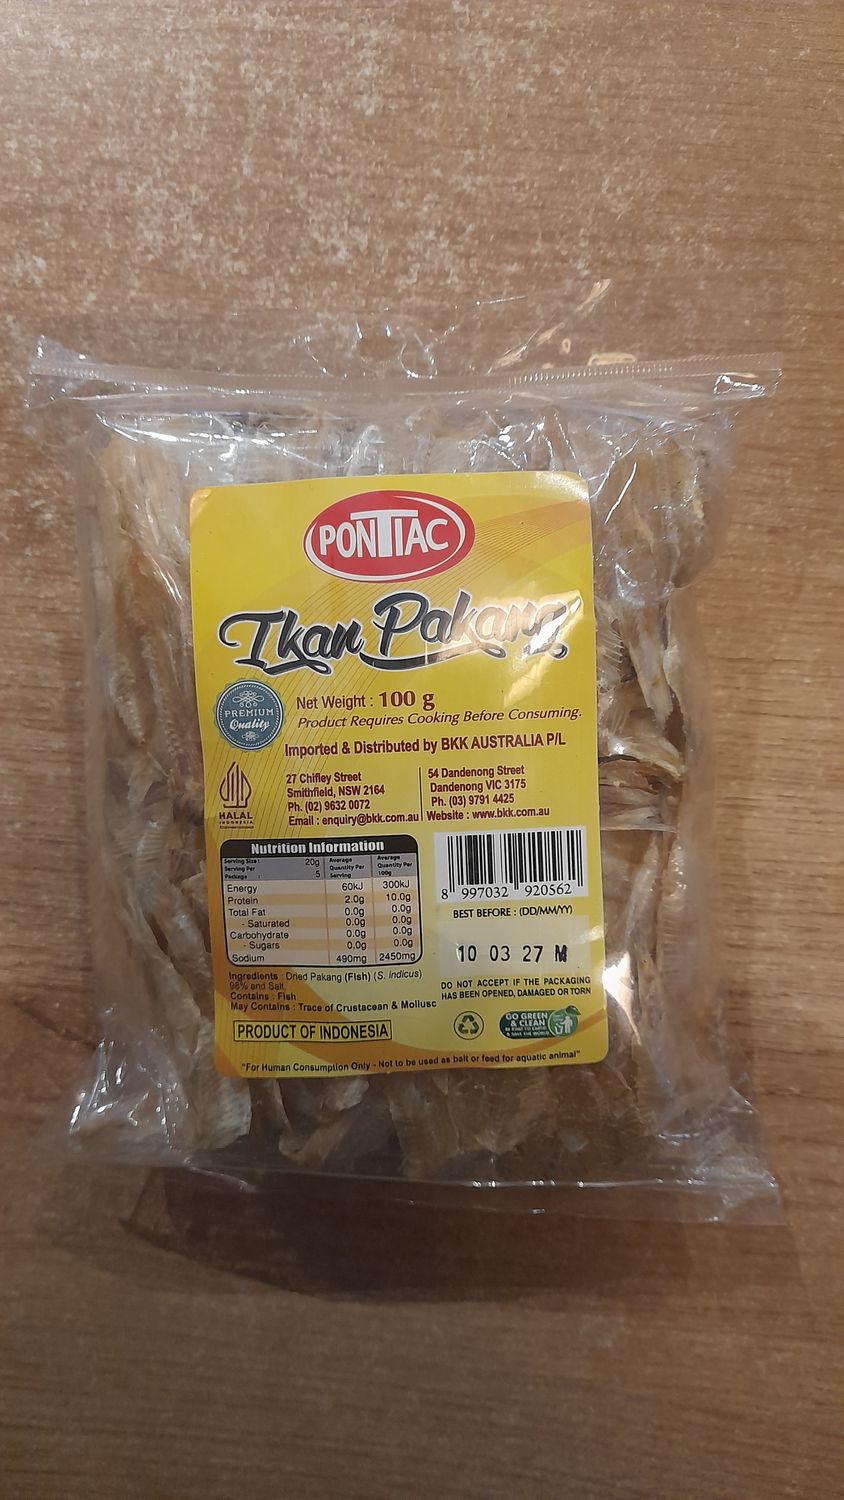 PONTIAC
Ikan Pakang
PREMIUM
Quality
Net Weight : 100 g
Product Requires Cooking Before Consuming.
Imported & Distributed by BKK AUSTRALIA P/L
HALAL
INDONESIA
27 Chifley Street
Smithfield, NSW 2164
Ph. (02) 9632 0072
Email : enquiry@bkk.com.au
54 Dandenong Street
Dandenong VIC 3175
Ph. (03) 9791 4425
Website : www.bkk.com.au
Nutrition Information
Serving Size : 20g
Serving Per Package : 5
Average Quantity Per Serving
Average Quantity Per 100g
Energy 60kJ 300kJ
Protein 2.0g 10.0g
Total Fat 0.0g 0.0g
- Saturated 0.0g 0.0g
Carbohydrate 0.0g 0.0g
- Sugars 0.0g 0.0g
Sodium 490mg 2450mg
8 997032 920562
BEST BEFORE : (DD/MM/YY)
10 03 27 M
Ingredients : Dried Pakang (Fish) (S. indicus)
98% and Salt.
Contains : Fish
May Contains : Trace of Crustacean & Mollusc
PRODUCT OF INDONESIA
DO NOT ACCEPT IF THE PACKAGING
HAS BEEN OPENED, DAMAGED OR TORN
GO GREEN
& CLEAN
"For Human Consumption Only - Not to be used as bait or feed for aquatic animal"